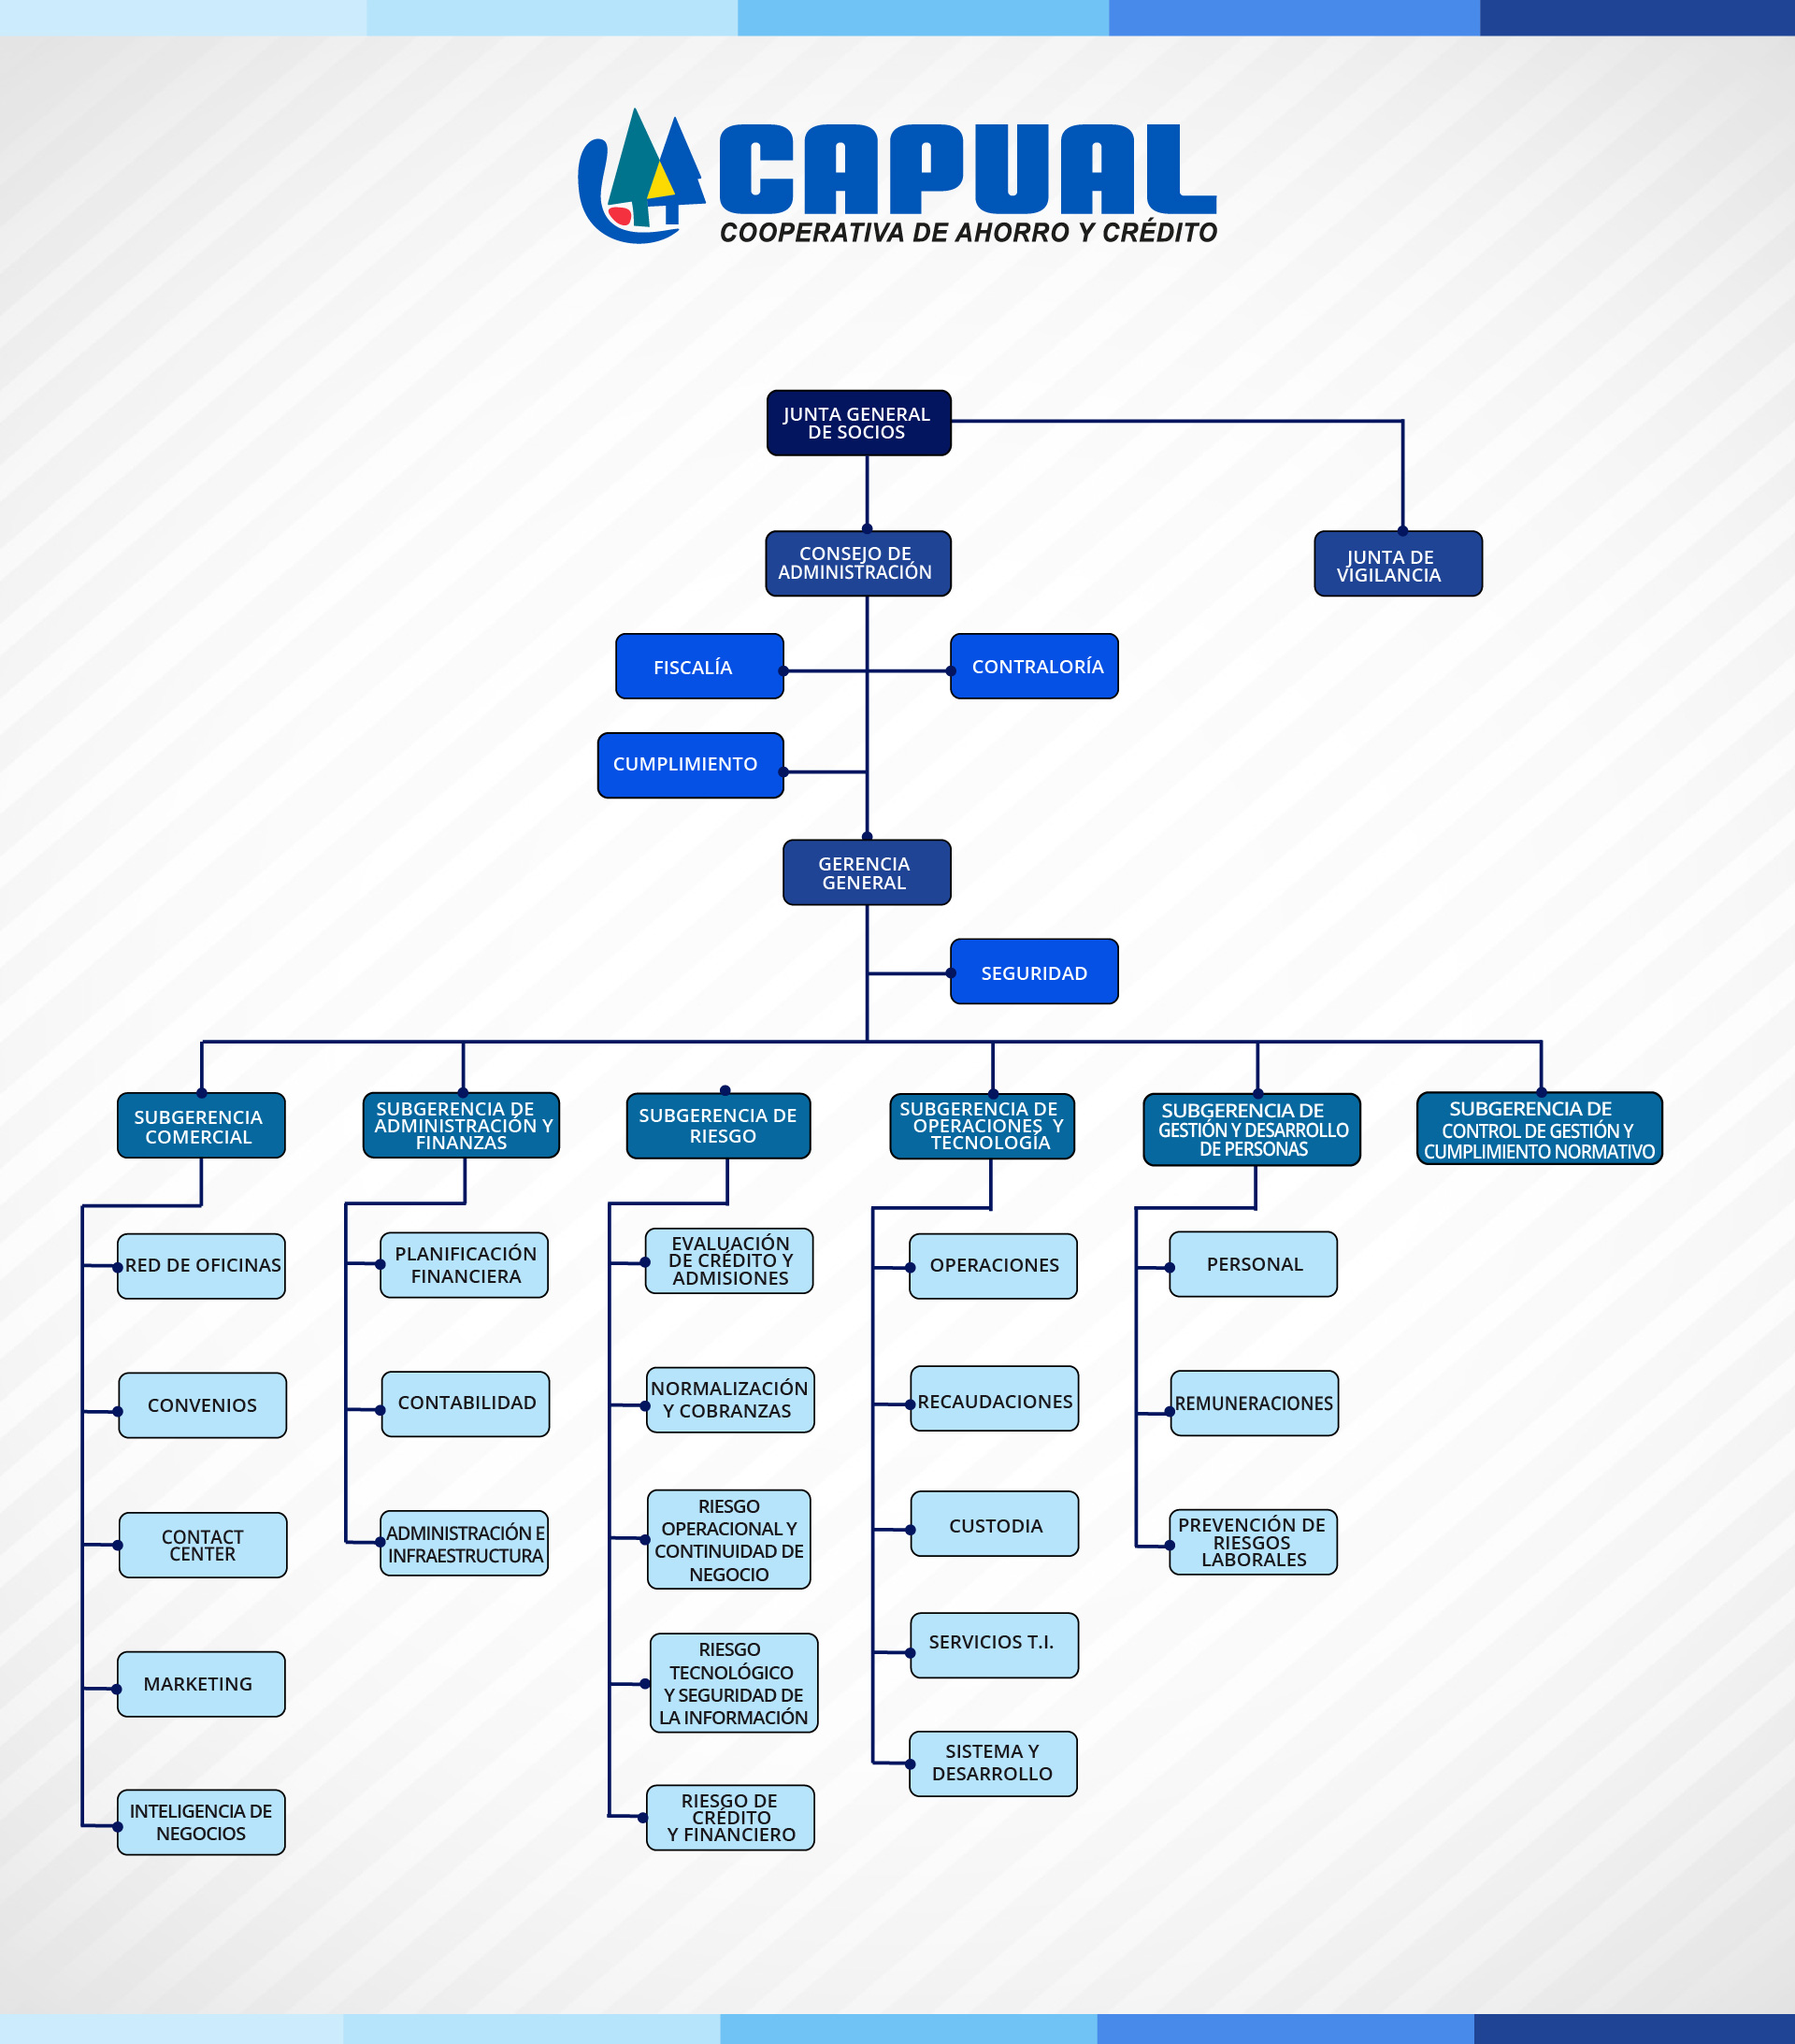 CAPUAL
COOPERATIVA DE AHORRO Y CRÉDITO
JUNTA GENERAL
DE SOCIOS
CONSEJO DE
ADMINISTRACIÓN
JUNTA DE
VIGILANCIA
FISCALÍA
CONTRALORÍA
CUMPLIMIENTO
GERENCIA
GENERAL
SEGURIDAD
SUBGERENCIA
COMERCIAL
SUBGERENCIA DE
ADMINISTRACIÓN Y
FINANZAS
SUBGERENCIA DE
RIESGO
SUBGERENCIA DE
OPERACIONES Y
TECNOLOGÍA
SUBGERENCIA DE
GESTIÓN Y DESARROLLO
DE PERSONAS
SUBGERENCIA DE
CONTROL DE GESTIÓN Y
CUMPLIMIENTO NORMATIVO
RED DE OFICINAS
CONVENIOS
CONTACT
CENTER
MARKETING
INTELIGENCIA DE
NEGOCIOS
PLANIFICACIÓN
FINANCIERA
CONTABILIDAD
ADMINISTRACIÓN E
INFRAESTRUCTURA
EVALUACIÓN
DE CRÉDITO Y
ADMISIONES
NORMALIZACIÓN
Y COBRANZAS
RIESGO
OPERACIONAL Y
CONTINUIDAD DE
NEGOCIO
RIESGO
TECNOLÓGICO
Y SEGURIDAD DE
LA INFORMACIÓN
RIESGO DE
CRÉDITO
Y FINANCIERO
OPERACIONES
RECAUDACIONES
CUSTODIA
SERVICIOS T.I.
SISTEMA Y
DESARROLLO
PERSONAL
REMUNERACIONES
PREVENCIÓN DE
RIESGOS
LABORALES